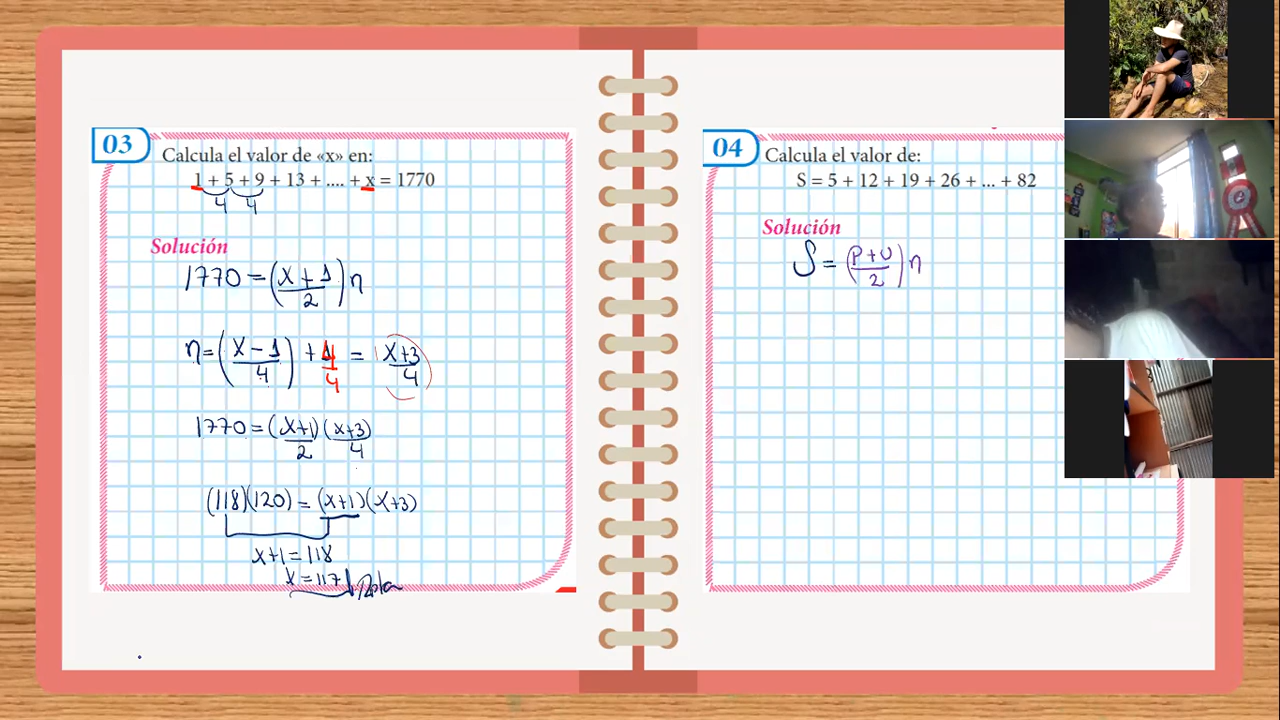 03
Calcula el valor de «x» en:
1 + 5 + 9 + 13 + .... + x = 1770
4 4
Solución
1770 = (x + 1 / 2) n
n = (x - 1 / 4) + 4/4 = x+3 / 4
1770 = (x+1 / 2)(x+3 / 4)
(118)(120) = (x+1)(x+3)
x+1 = 118
x = 117 Rpta
04
Calcula el valor de:
S = 5 + 12 + 19 + 26 + ... + 82
Solución
S = (P + U / 2) n